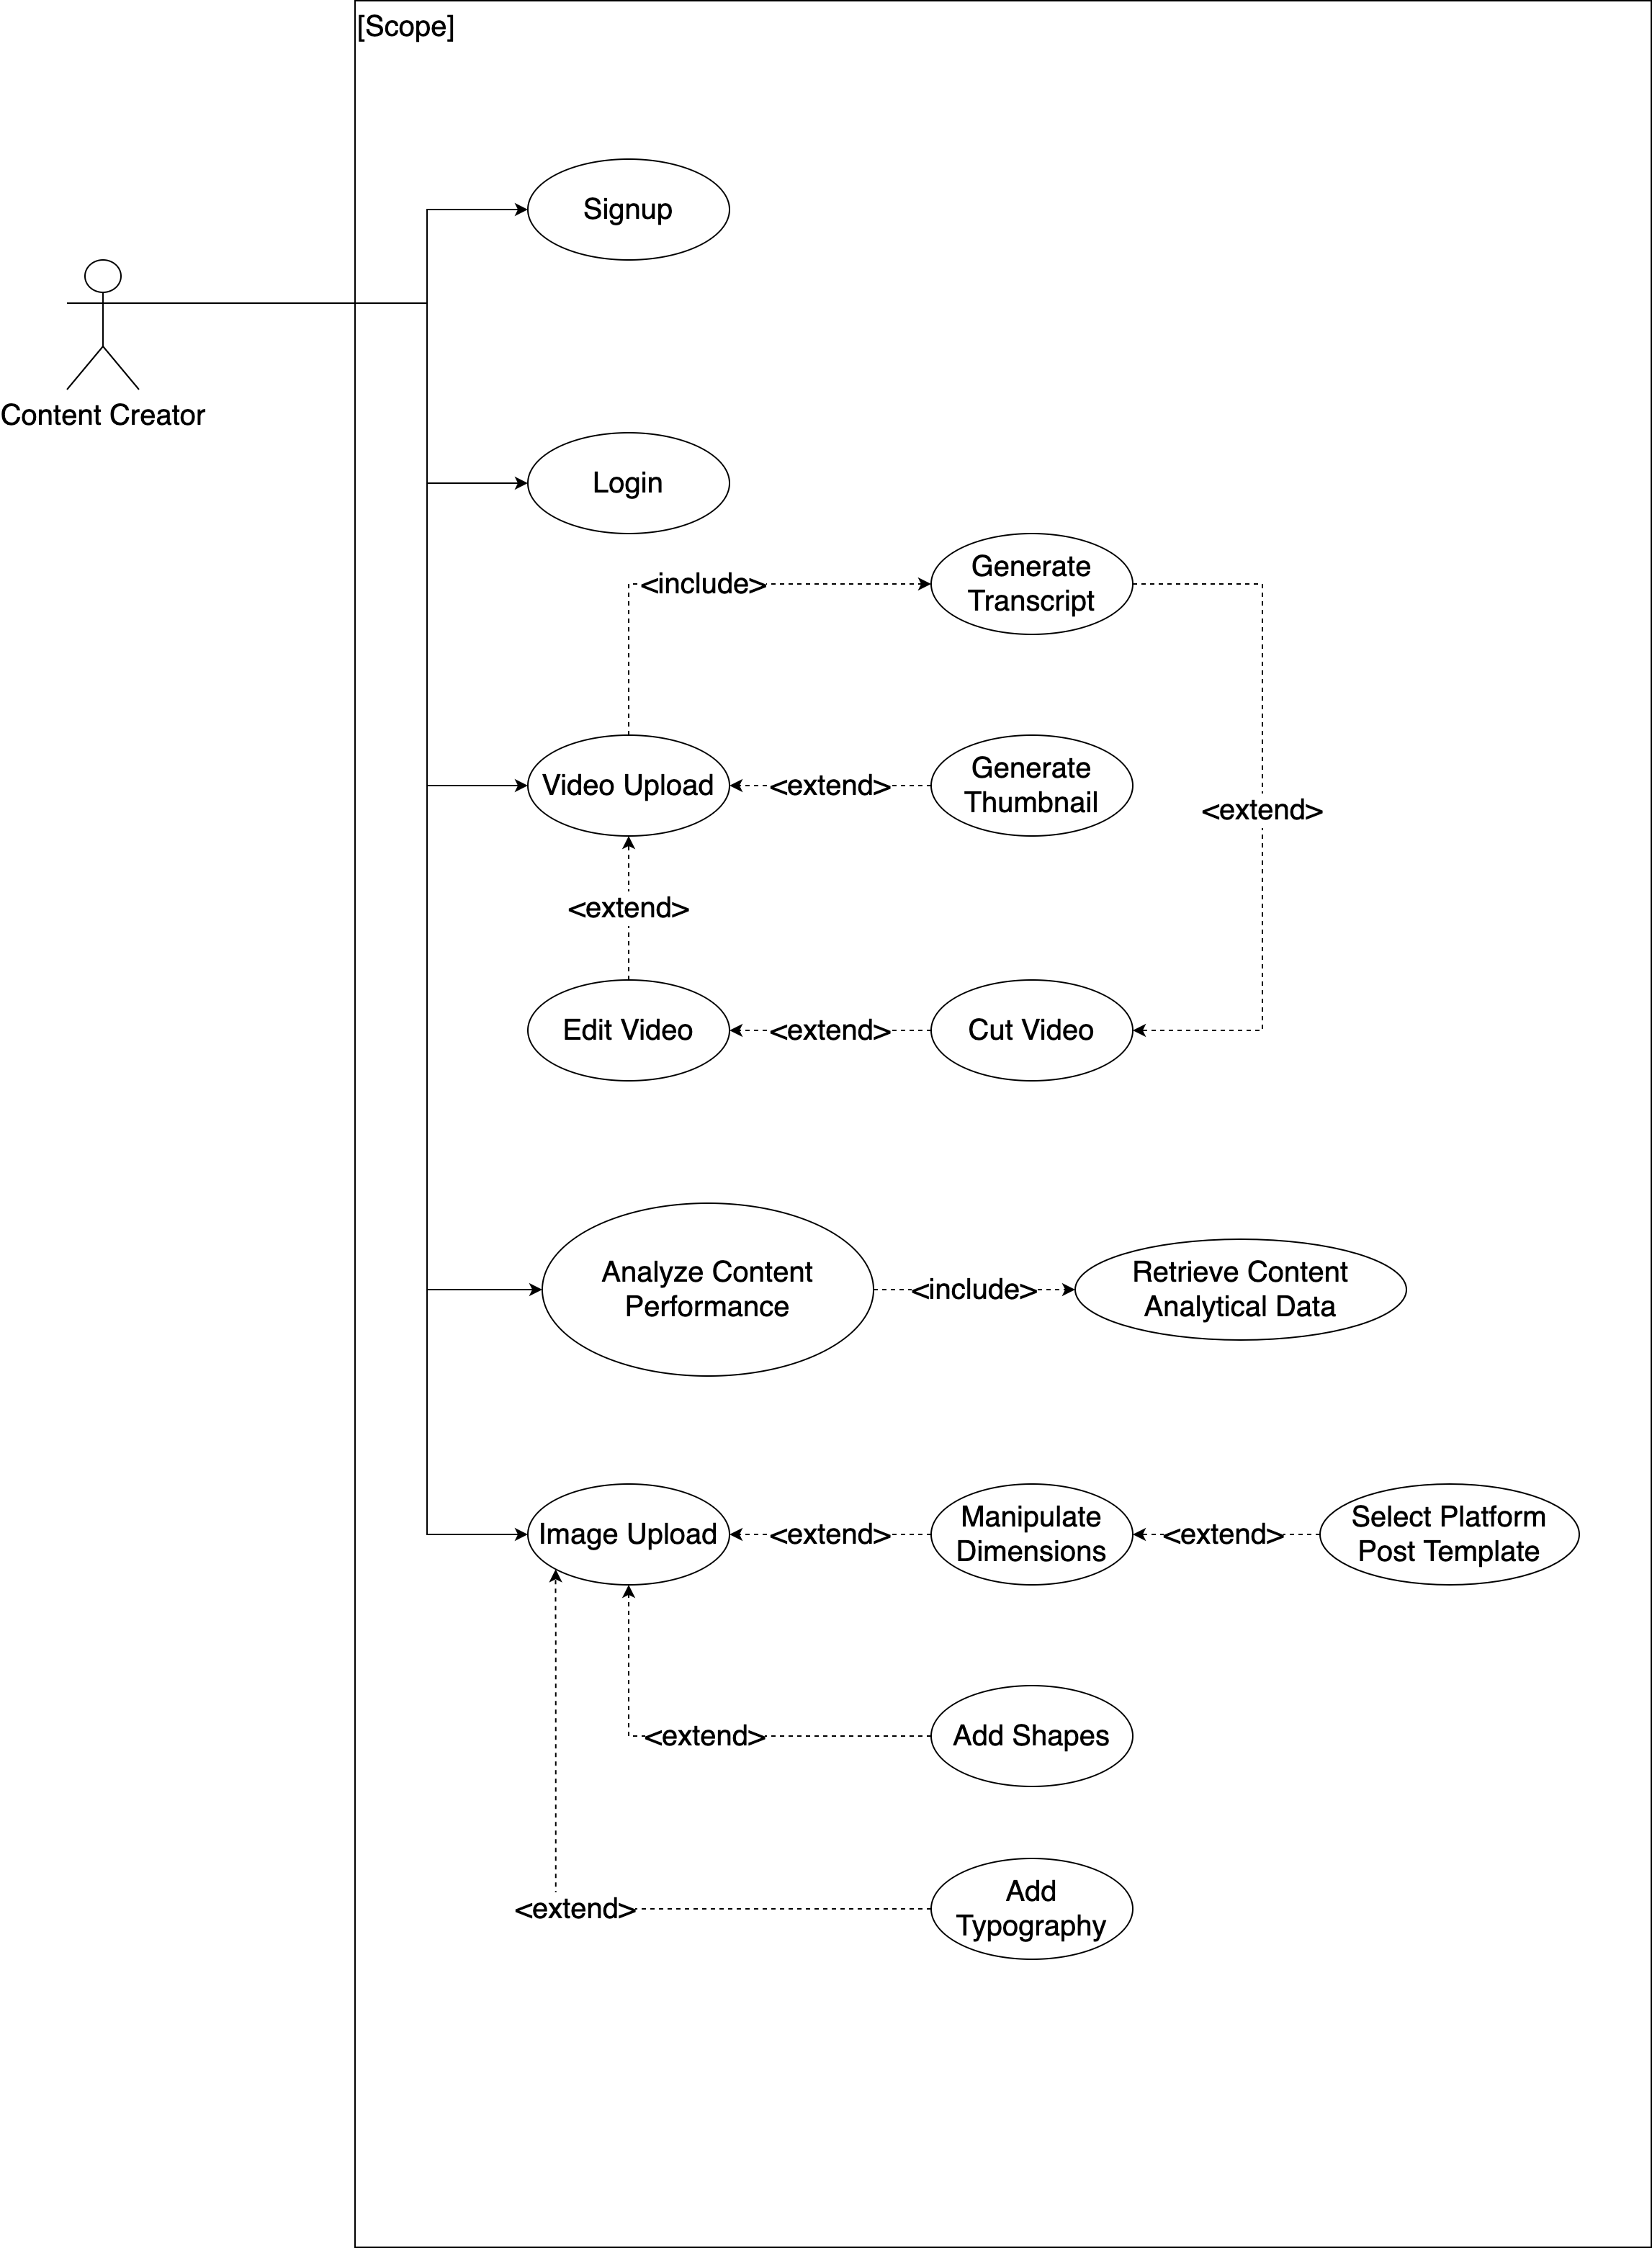 [Scope]
Signup
Content Creator
Login
<include>
Generate
Transcript
Video Upload
<extend>
Generate
Thumbnail
<extend>
<extend>
Edit Video
<extend>
Cut Video
Analyze Content
Performance
<include>
Retrieve Content
Analytical Data
Image Upload
<extend>
Manipulate
Dimensions
<extend>
Select Platform
Post Template
<extend>
Add Shapes
<extend>
Add
Typography